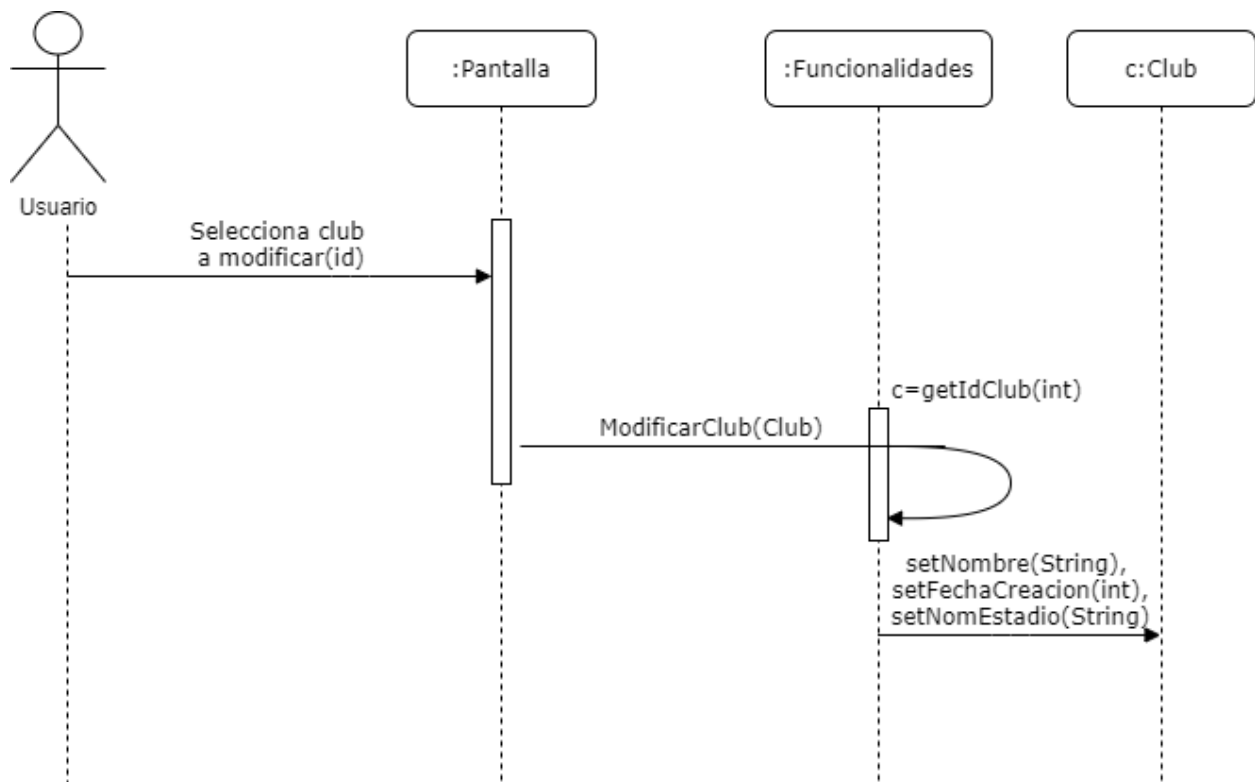 :Pantalla
:Funcionalidades
c:Club
Usuario
Selecciona club
a modificar(id)
c=getIdClub(int)
ModificarClub(Club)
setNombre(String),
setFechaCreacion(int),
setNomEstadio(String)